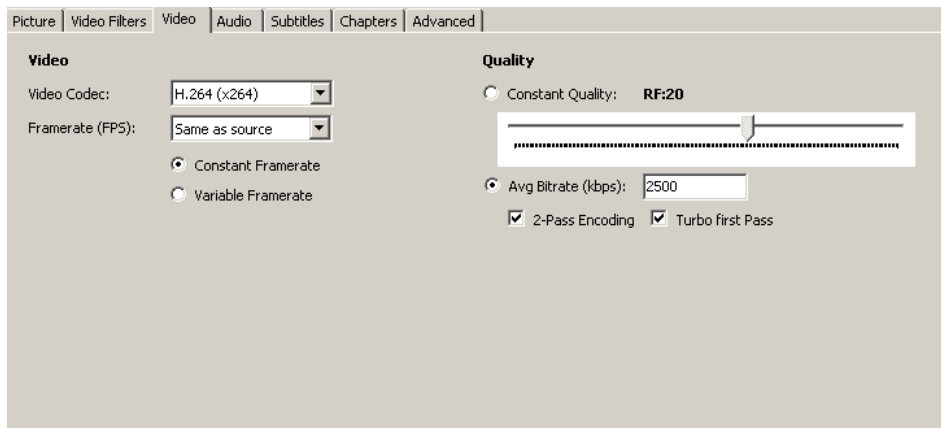 Picture Video Filters Video Audio Subtitles Chapters Advanced
Video
Video Codec: H.264 (x264)
Framerate (FPS): Same as source
Constant Framerate
Variable Framerate
Quality
Constant Quality: RF:20
Avg Bitrate (kbps): 2500
2-Pass Encoding Turbo first Pass